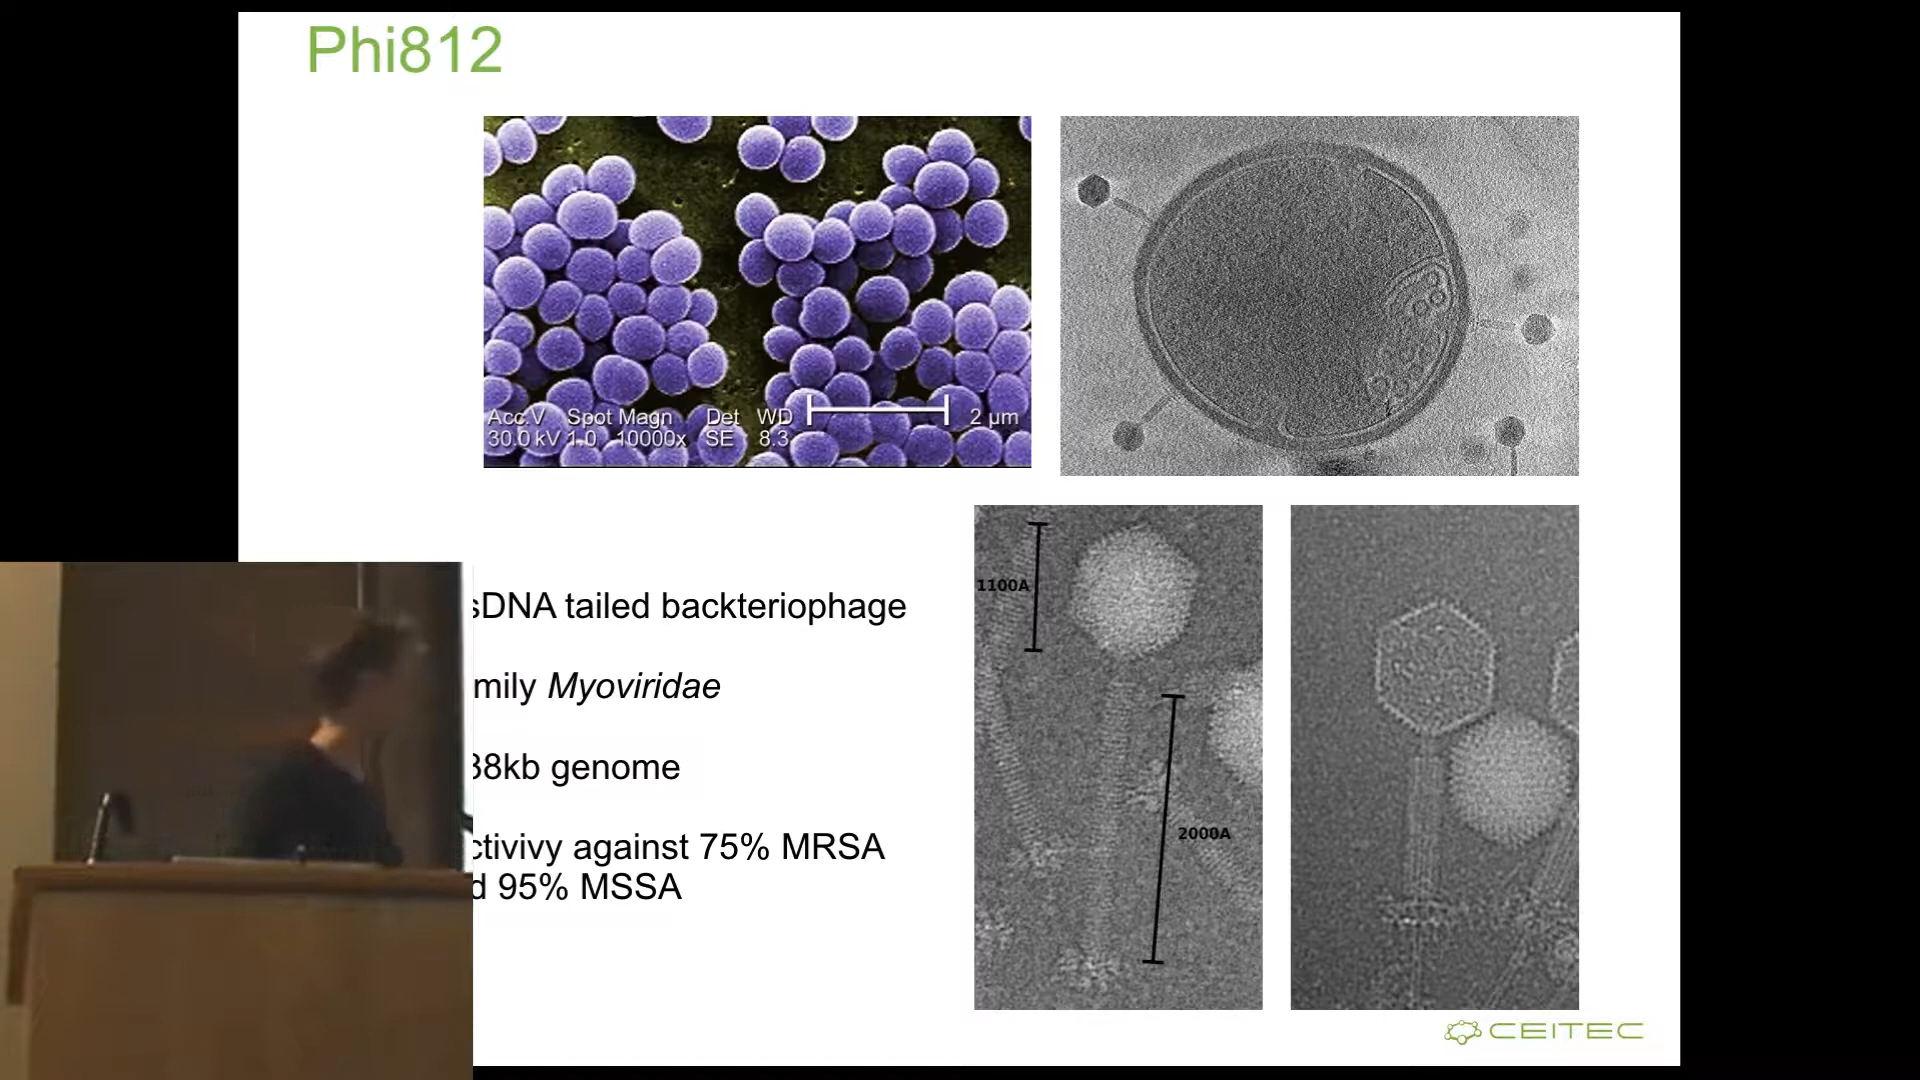 Phi812
Acc.V Spot Magn Det WD 2 µm
30.0 kV 1.0 10000x SE 8.3
1100A
sDNA tailed backteriophage
mily Myoviridae
38kb genome
2000A
ctivivy against 75% MRSA
d 95% MSSA
CEITEC